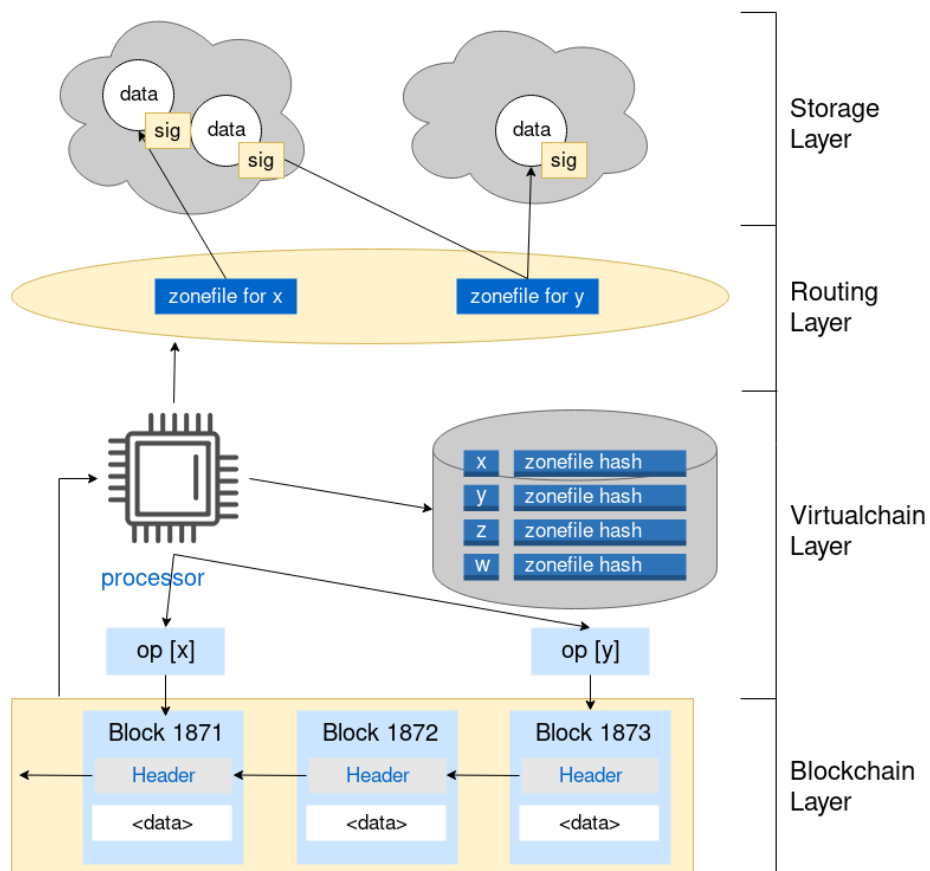 data
sig
data
sig
data
sig
Storage
Layer
zonefile for x
zonefile for y
Routing
Layer
x zonefile hash
y zonefile hash
z zonefile hash
w zonefile hash
Virtualchain
Layer
processor
op [x]
op [y]
Block 1871
Block 1872
Block 1873
Header
Header
Header
<data>
<data>
<data>
Blockchain
Layer